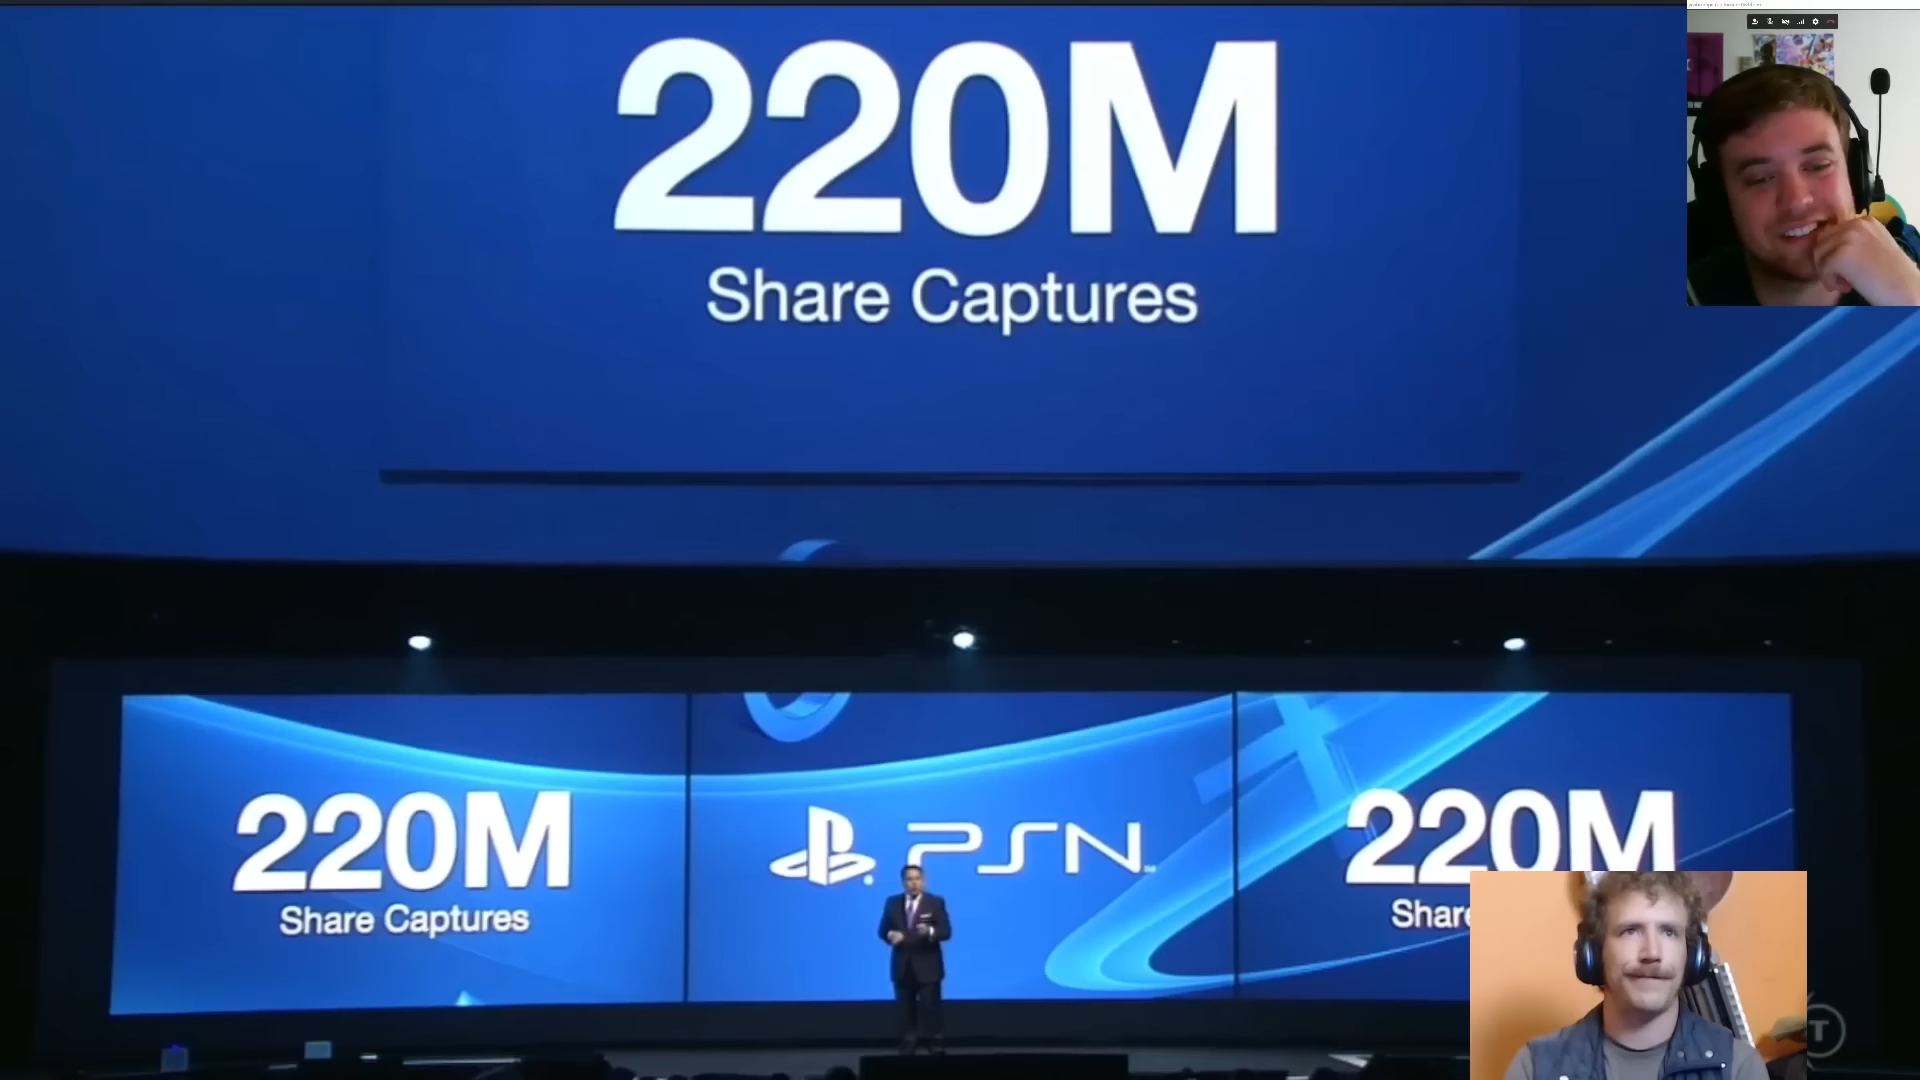 220M
Share Captures
220M
Share Captures
PSN
220M
Share
T